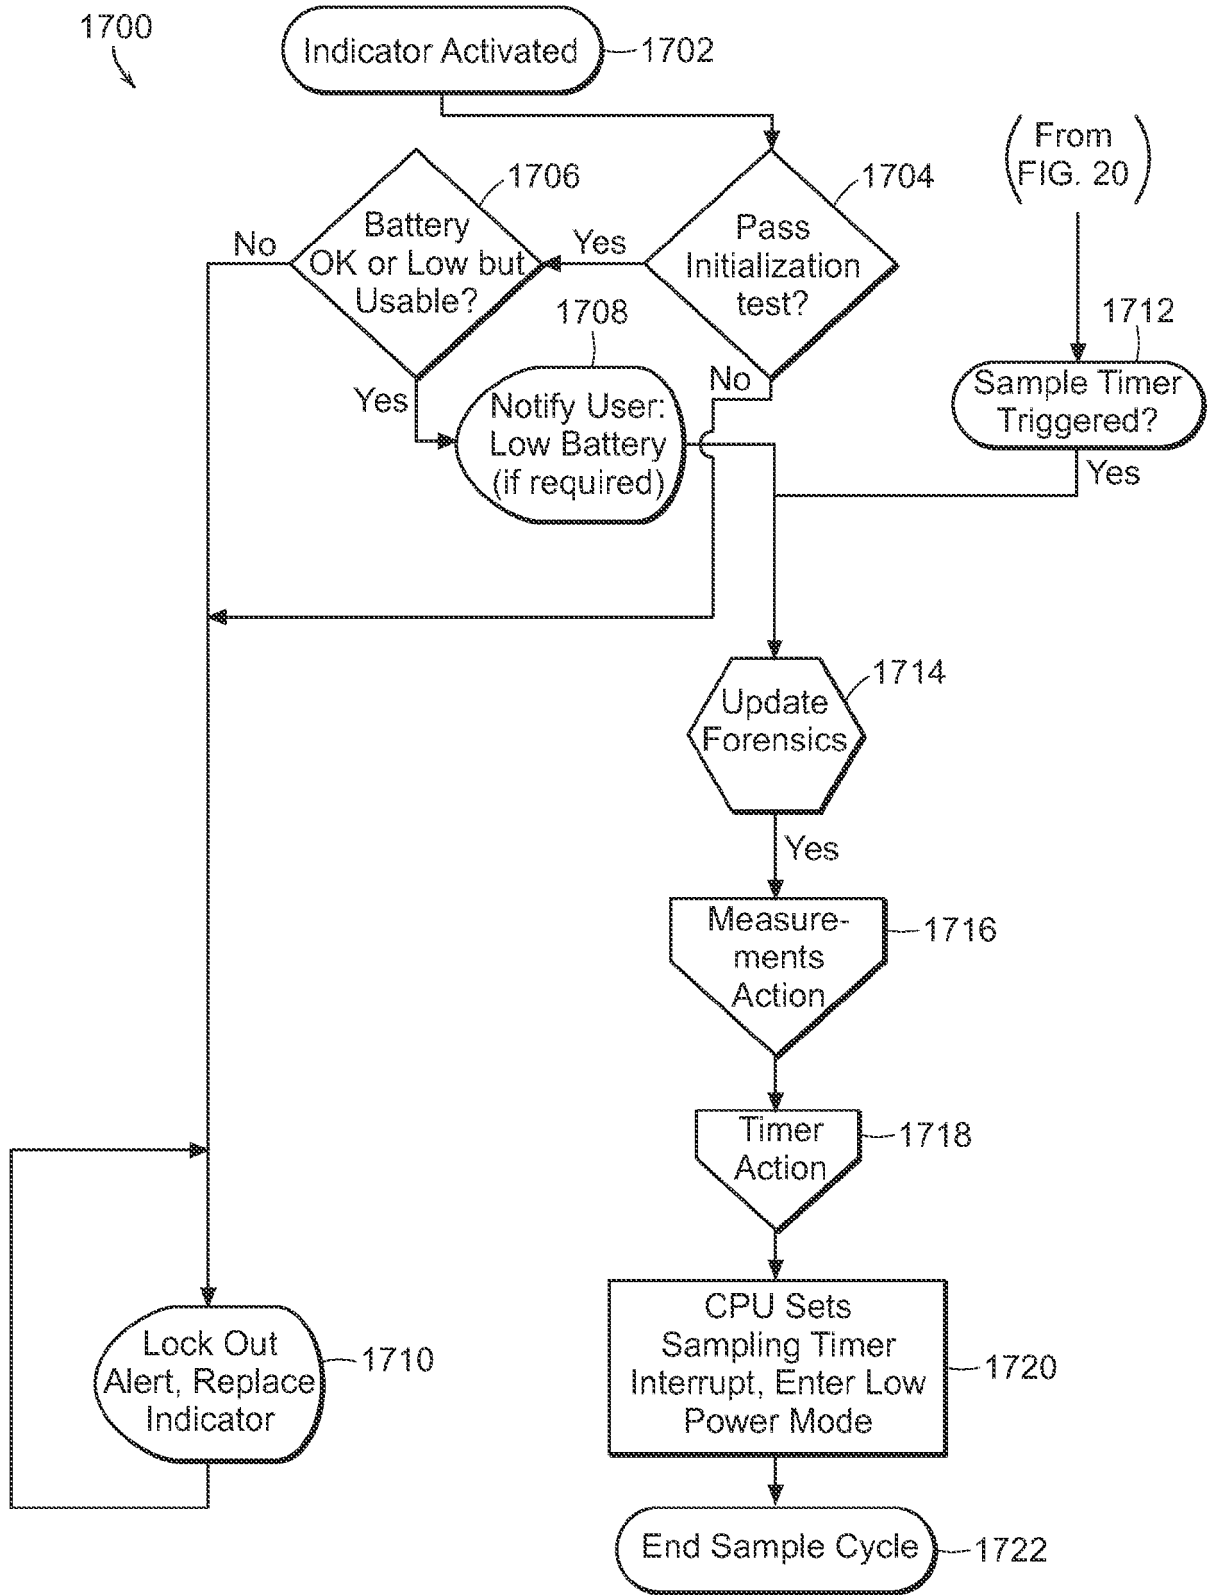 1700
Indicator Activated
1702
(From
FIG. 20)
1706
1704
Battery
OK or Low but
Usable?
No
Yes
Pass
Initialization
test?
1708
1712
Yes
No
Notify User:
Low Battery
(if required)
Sample Timer
Triggered?
Yes
1714
Update
Forensics
Yes
Measure-
ments
Action
1716
Timer
Action
1718
Lock Out
Alert, Replace
Indicator
1710
CPU Sets
Sampling Timer
Interrupt, Enter Low
Power Mode
1720
End Sample Cycle
1722